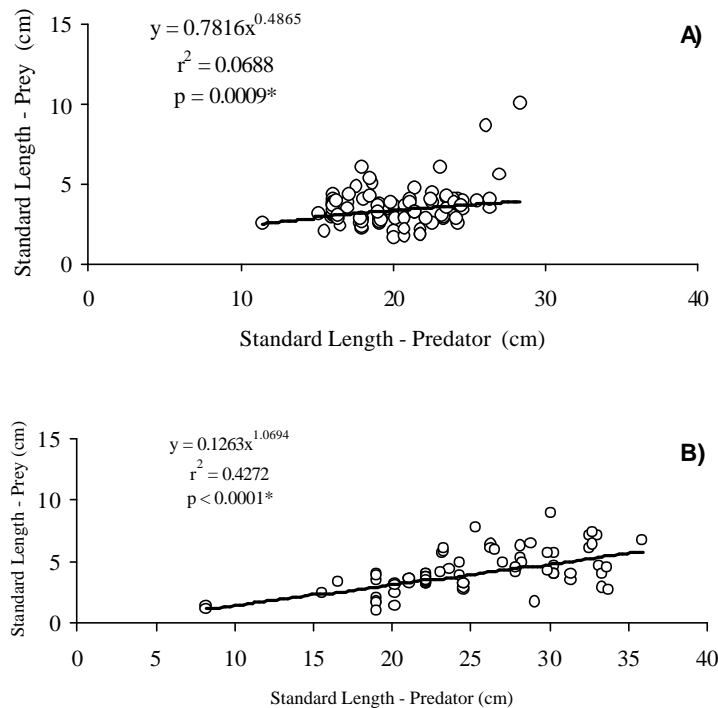 y = 0.7816x^0.4865
r^2 = 0.0688
p = 0.0009*
A)
Standard Length - Prey (cm)
15
10
5
0
0 10 20 30 40
Standard Length - Predator (cm)
y = 0.1263x^1.0694
r^2 = 0.4272
p < 0.0001*
B)
Standard Length - Prey (cm)
15
10
5
0
0 5 10 15 20 25 30 35 40
Standard Length - Predator (cm)